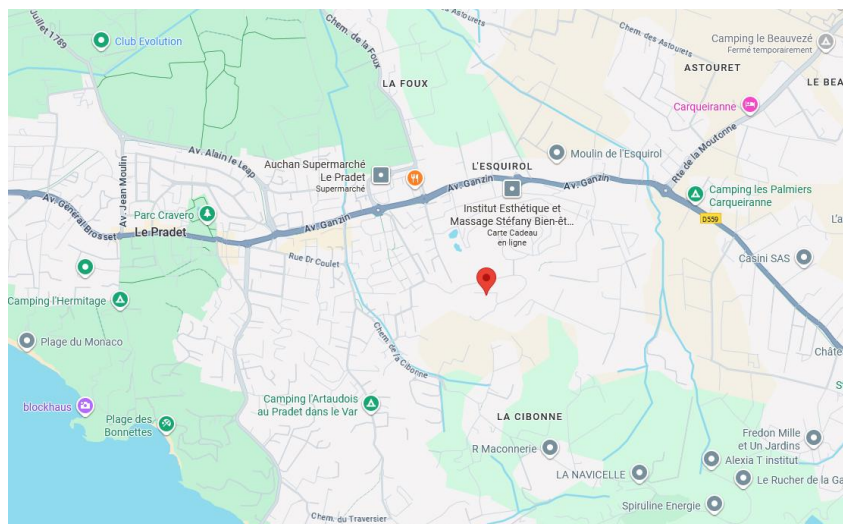 Juillet 1789
Club Evolution
Chem. de la Foux
des Astourets
Chem. des Astourets
Camping le Beauvezé
Fermé temporairement
ASTOURET
LE BEA
LA FOUX
Carqueiranne
Rte de la Moutonne
Av. Alain le Leap
Av. Jean Moulin
Auchan Supermarché
Le Pradet
Supermarché
L'ESQUIROL
Moulin de l'Esquirol
Av. Ganzin
Av. Ganzin
Camping les Palmiers
Carqueiranne
D559
Av. Général Brosset
Parc Cravero
Le Pradet
Av. Ganzin
Institut Esthétique et
Massage Stéfany Bien-êt...
Carte Cadeau
en ligne
L'a
Rue Dr Coulet
Casini SAS
Camping l'Hermitage
Plage du Monaco
Chem. de la Cibonne
Châte
blockhaus
Plage des
Bonnettes
Camping l'Artaudois
au Pradet dans le Var
LA CIBONNE
R Maconnerie
Fredon Mille
et Un Jardins
Alexia T institut
LA NAVICELLE
Le Rucher de la Ga
Spiruline Energie
Chem. du Traversier